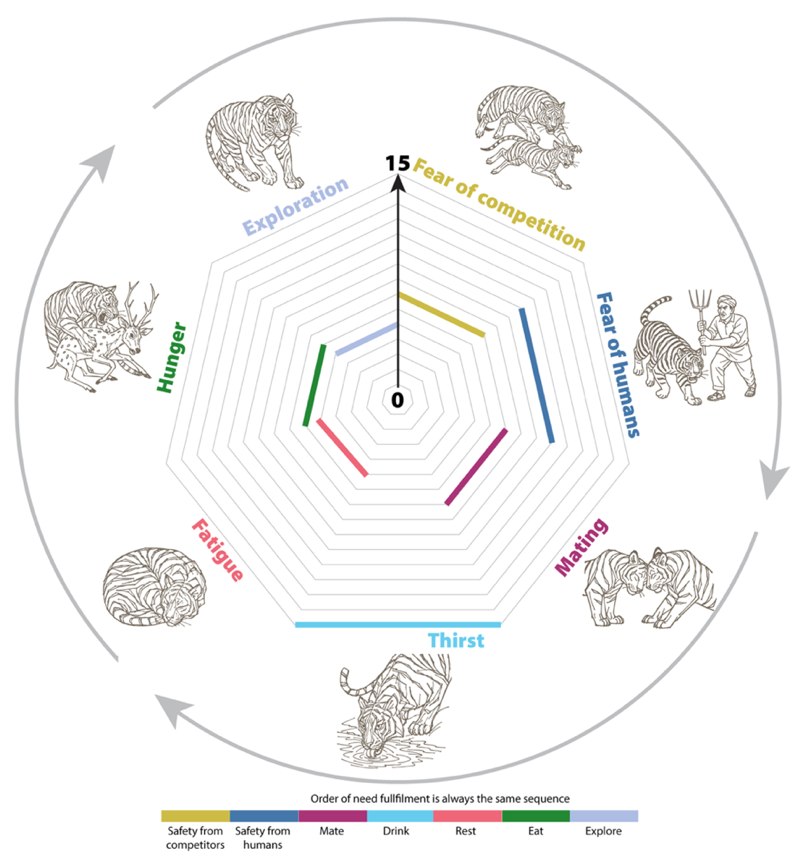 15
Fear of competition
Exploration
Fear of humans
Hunger
0
Mating
Fatigue
Thirst
Order of need fullfilment is always the same sequence
Safety from competitors
Safety from humans
Mate
Drink
Rest
Eat
Explore